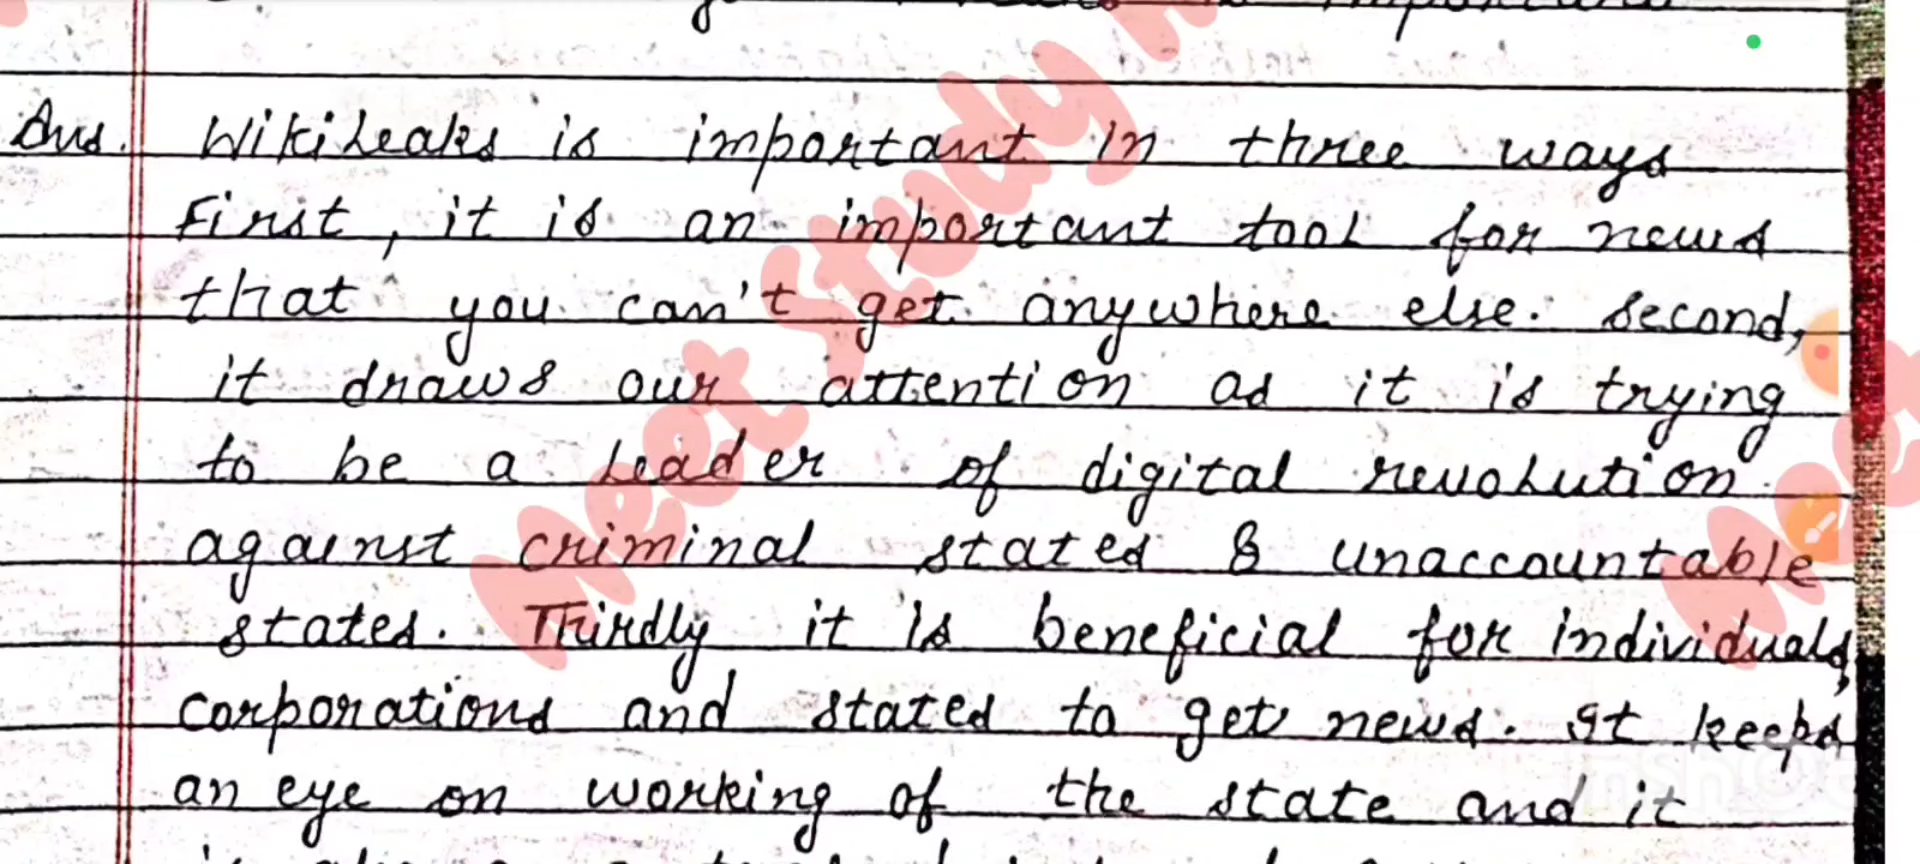 Ans. WikiLeaks is important in three ways
First, it is an important tool for news
that you can't get anywhere else. Second,
it draws our attention as it is trying
to be a leader of digital revolution
against criminal states & unaccountable
states. Thirdly it is beneficial for individuals,
corporations and states to get news. It keeps
an eye on working of the state and it
Meet Study
Meet